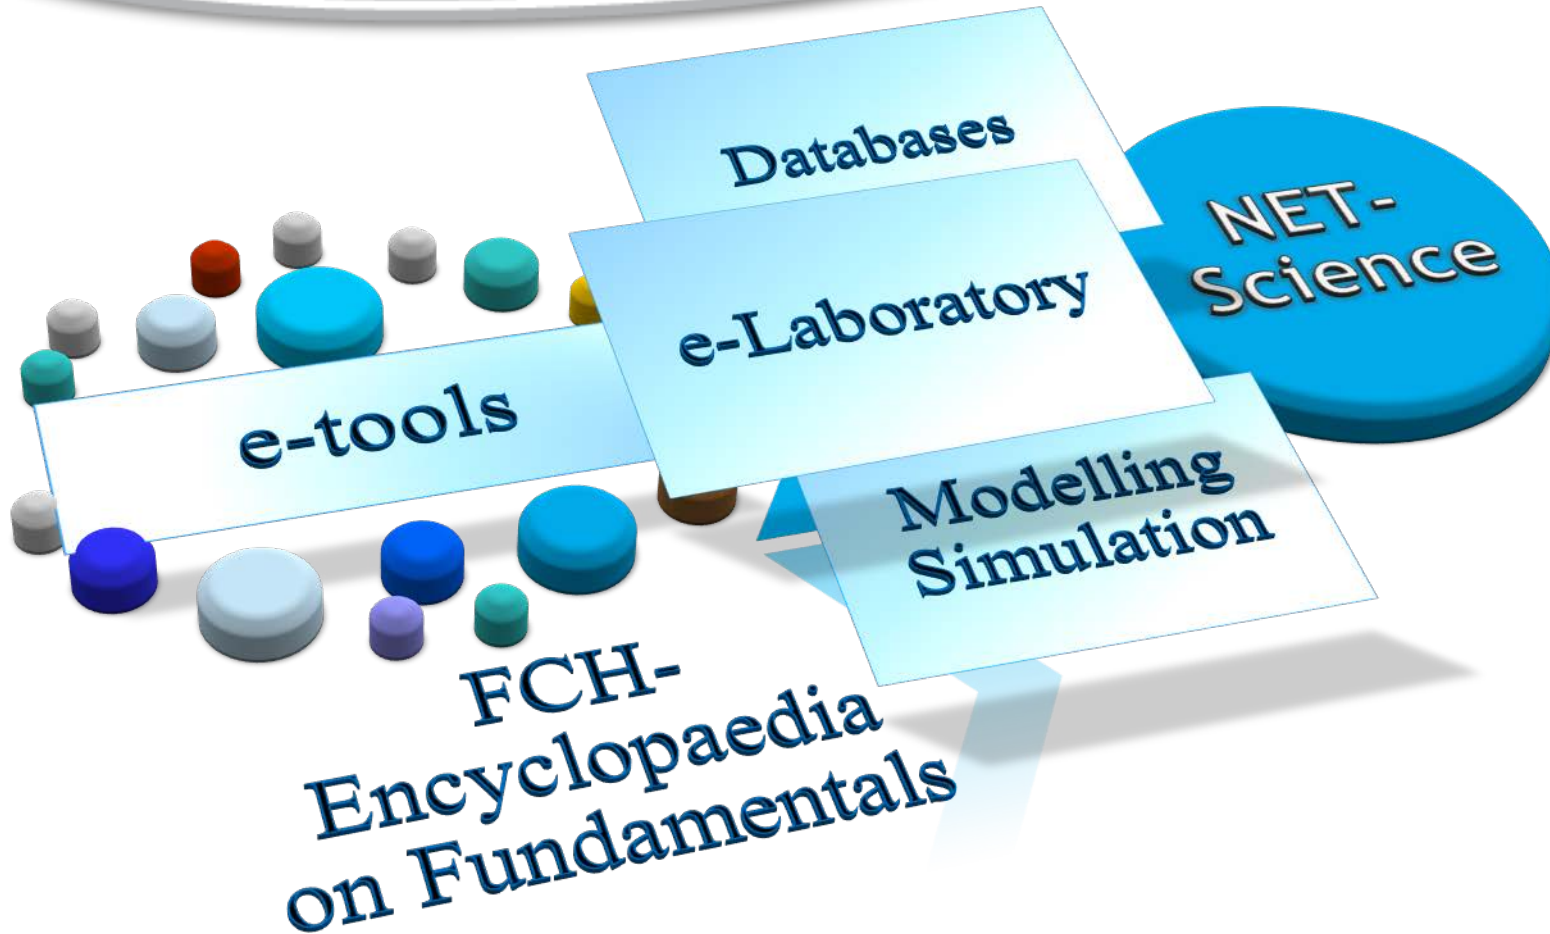 Databases
NET-
Science
e-Laboratory
e-tools
Modelling
Simulation
FCH-
Encyclopaedia
on Fundamentals